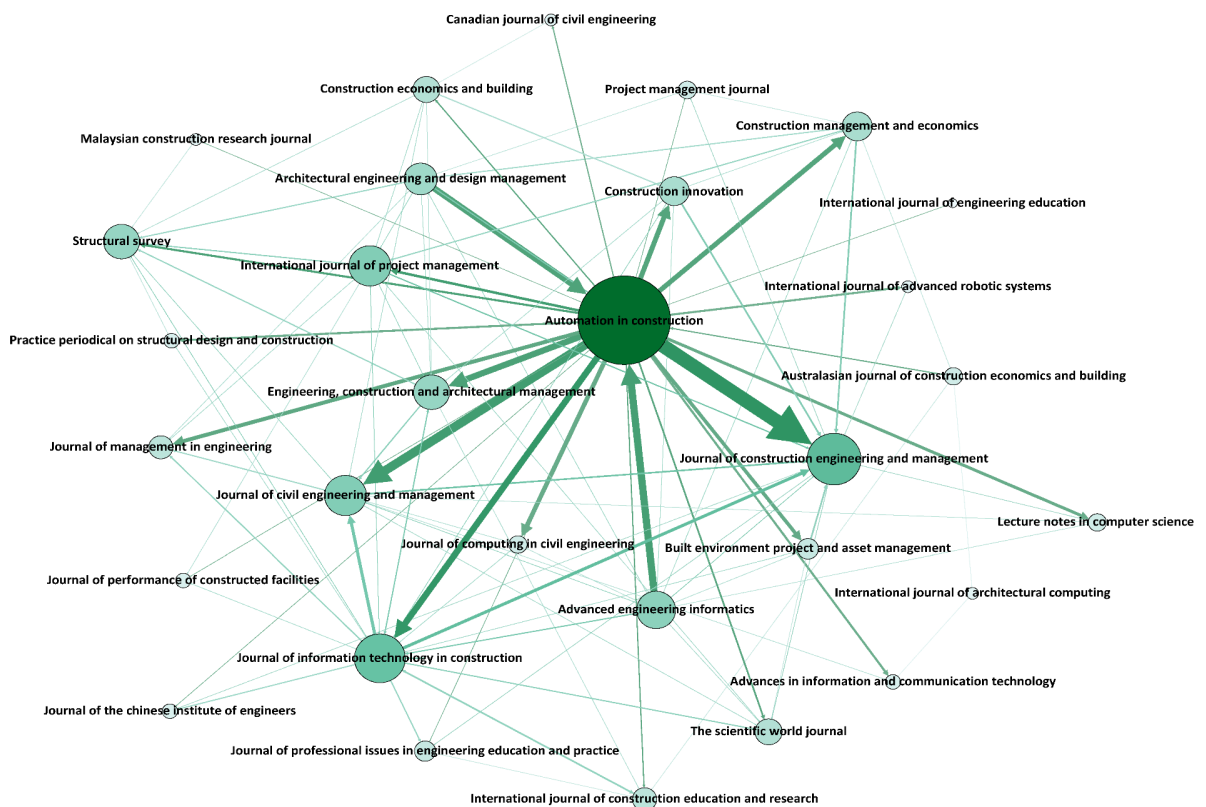 Canadian journal of civil engineering
Construction economics and building
Project management journal
Construction management and economics
Malaysian construction research journal
Architectural engineering and design management
Construction innovation
International journal of engineering education
Structural survey
International journal of project management
International journal of advanced robotic systems
Automation in construction
Practice periodical on structural design and construction
Australasian journal of construction economics and building
Engineering, construction and architectural management
Journal of management in engineering
Journal of construction engineering and management
Journal of civil engineering and management
Lecture notes in computer science
Journal of computing in civil engineering
Built environment project and asset management
Journal of performance of constructed facilities
International journal of architectural computing
Advanced engineering informatics
Journal of information technology in construction
Advances in information and communication technology
Journal of the chinese institute of engineers
The scientific world journal
Journal of professional issues in engineering education and practice
International journal of construction education and research